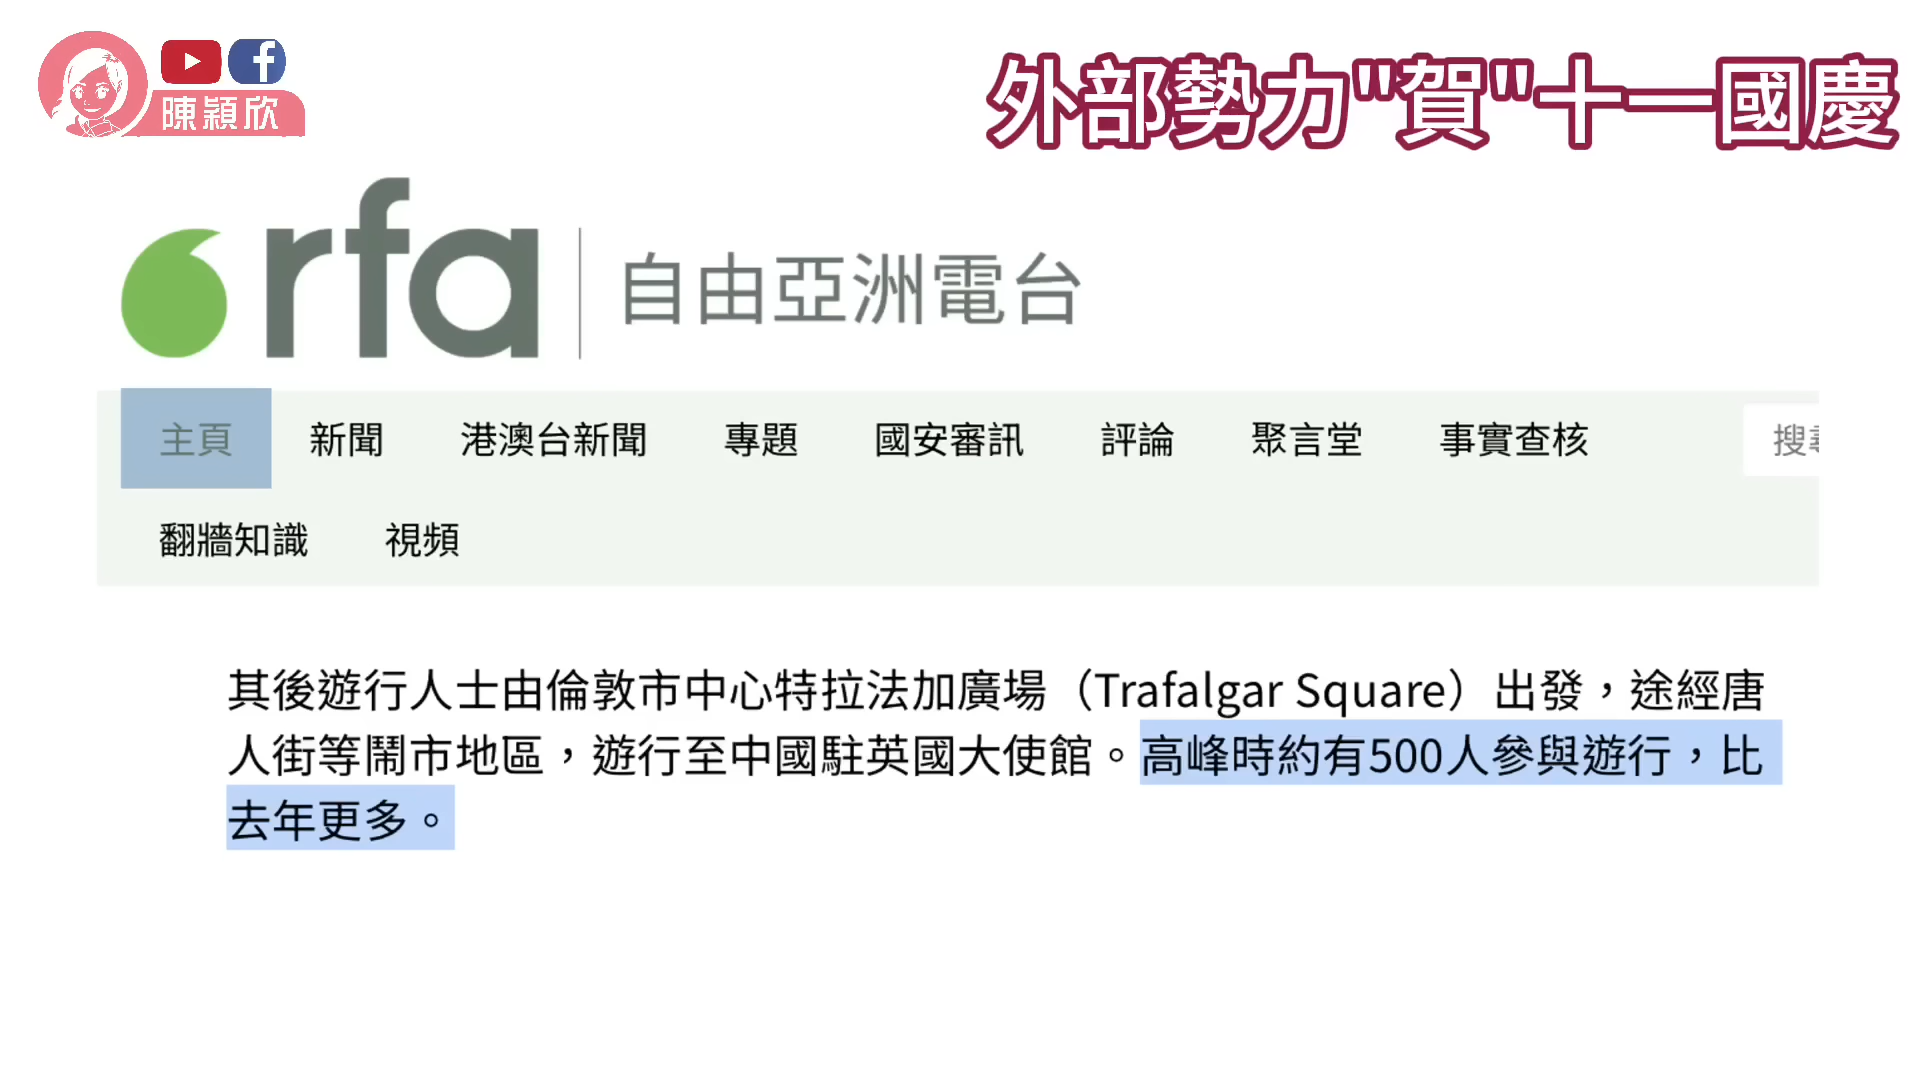 陳穎欣
外部勢力"賀"十一國慶
rfa 自由亞洲電台
主頁 新聞 港澳台新聞 專題 國安審訊 評論 聚言堂 事實查核 搜
翻牆知識 視頻
其後遊行人士由倫敦市中心特拉法加廣場（Trafalgar Square）出發，途經唐
人街等鬧市地區，遊行至中國駐英國大使館。高峰時約有500人參與遊行，比
去年更多。